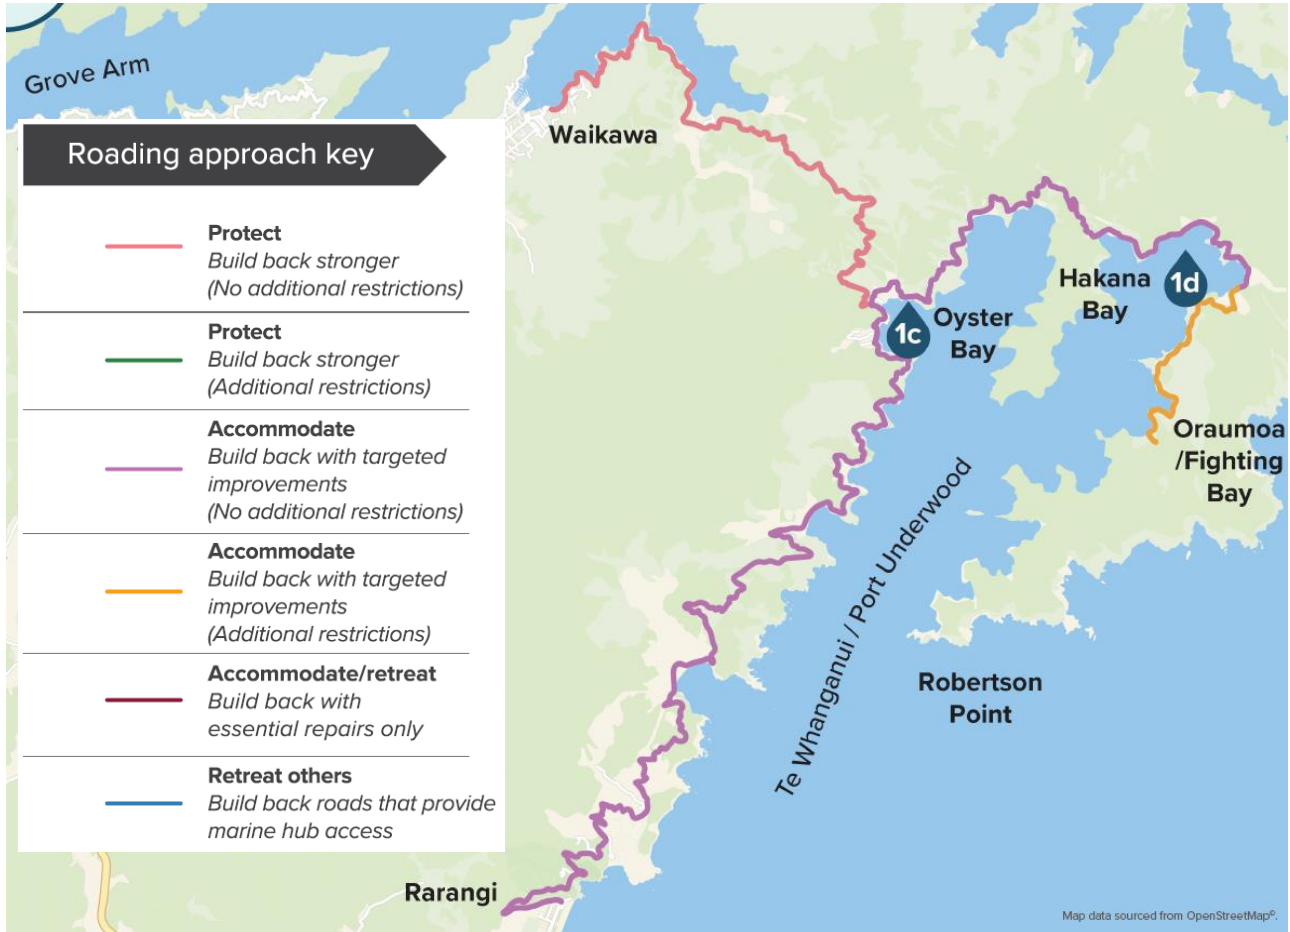 Grove Arm
Waikawa
Roading approach key
Protect
Build back stronger
(No additional restrictions)
Protect
Build back stronger
(Additional restrictions)
Accommodate
Build back with targeted
improvements
(No additional restrictions)
Accommodate
Build back with targeted
improvements
(Additional restrictions)
Accommodate/retreat
Build back with
essential repairs only
Retreat others
Build back roads that provide
marine hub access
Hakana
Bay
1d
1c
Oyster
Bay
Oraumoa
/Fighting
Bay
Te Whanganui / Port Underwood
Robertson
Point
Rarangi
Map data sourced from OpenStreetMap©.